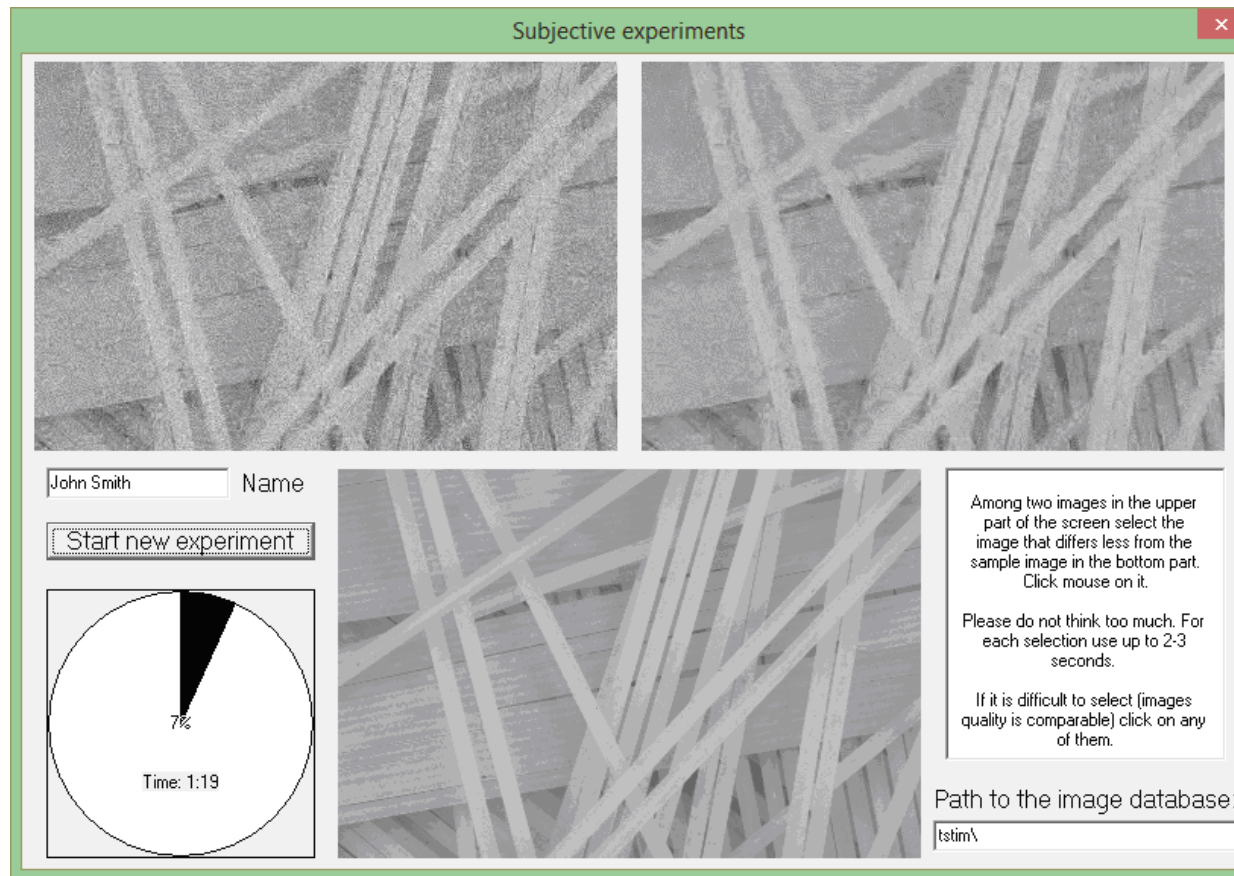 Subjective experiments
John Smith
Name
Start new experiment
7%
Time: 1:19
Among two images in the upper
part of the screen select the
image that differs less from the
sample image in the bottom part.
Click mouse on it.
Please do not think too much. For
each selection use up to 2-3
seconds.
If it is difficult to select (images
quality is comparable) click on any
of them.
Path to the image database:
tstim\